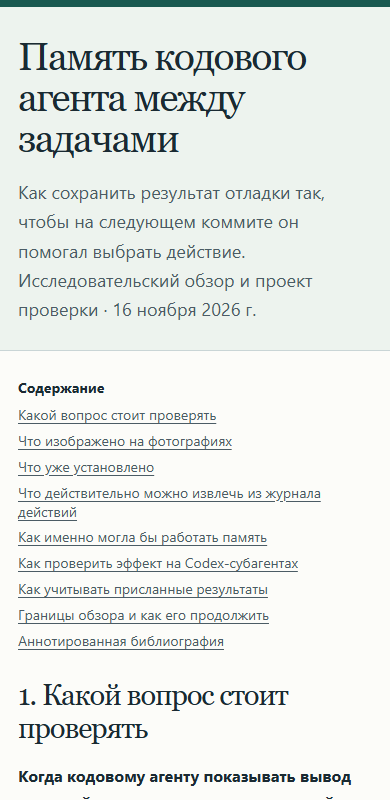 Память кодового
агента между
задачами
Как сохранить результат отладки так,
чтобы на следующем коммите он
помогал выбрать действие.
Исследовательский обзор и проект
проверки · 16 ноября 2026 г.
Содержание
Какой вопрос стоит проверять
Что изображено на фотографиях
Что уже установлено
Что действительно можно извлечь из журнала
действий
Как именно могла бы работать память
Как проверить эффект на Codex-субагентах
Как учитывать присланные результаты
Границы обзора и как его продолжить
Аннотированная библиография
1. Какой вопрос стоит
проверять
Когда кодовому агенту показывать вывод